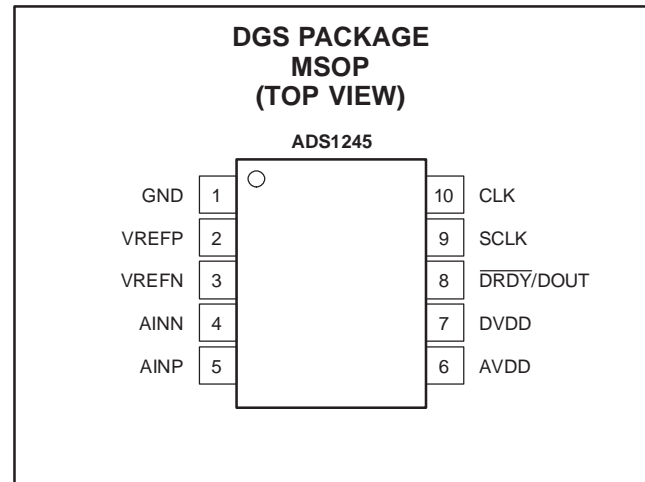 DGS PACKAGE
MSOP
(TOP VIEW)
ADS1245
GND 1 10 CLK
VREFP 2 9 SCLK
VREFN 3 8 DRDY/DOUT
AINN 4 7 DVDD
AINP 5 6 AVDD